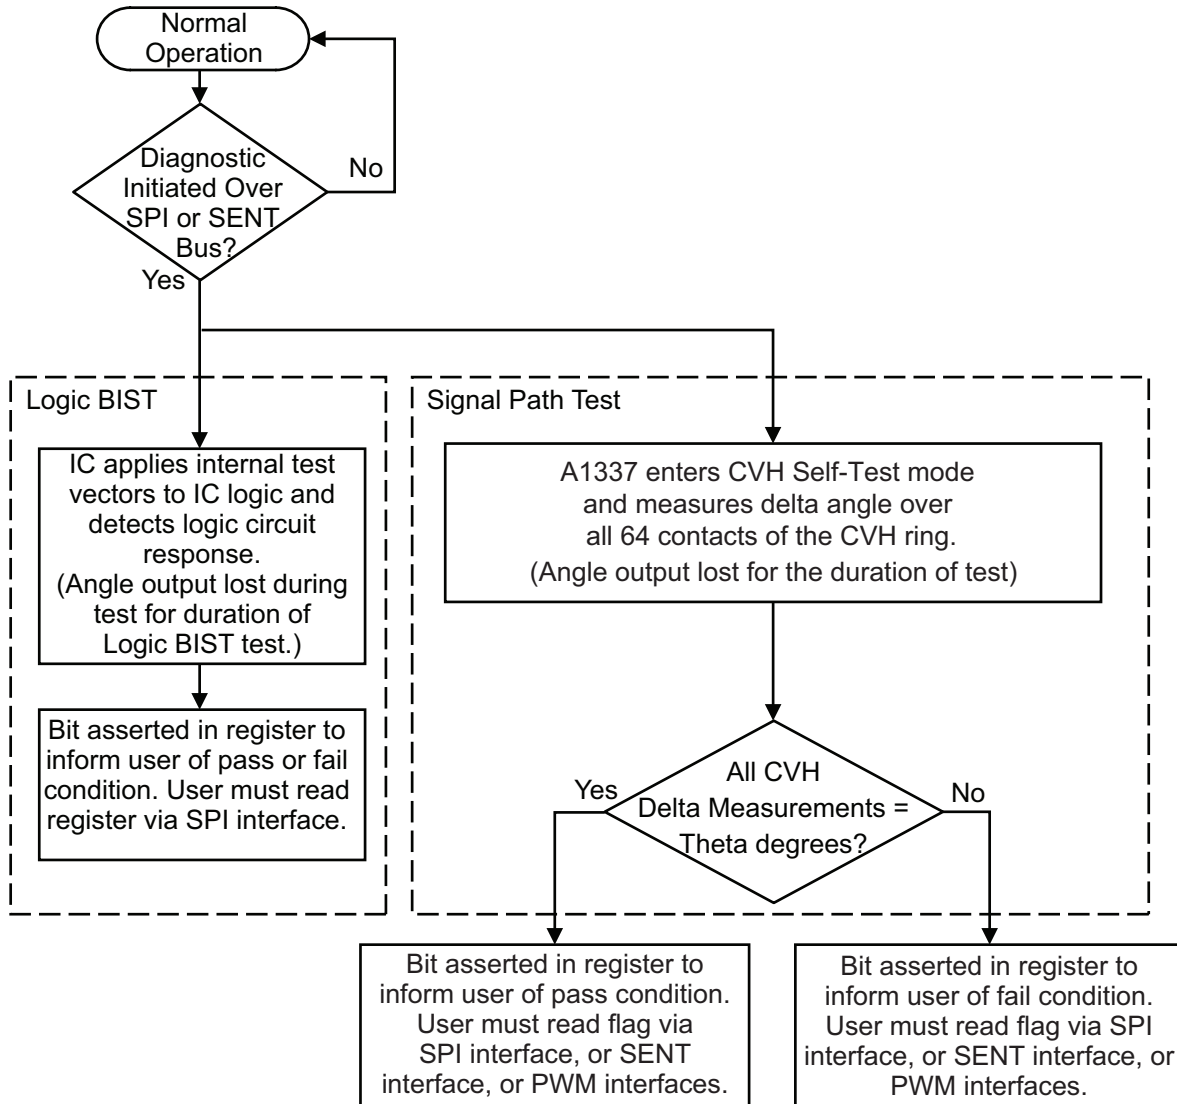 Normal
Operation
Diagnostic
Initiated Over
SPI or SENT
Bus?
No
Yes
Logic BIST
IC applies internal test
vectors to IC logic and
detects logic circuit
response.
(Angle output lost during
test for duration of
Logic BIST test.)
Bit asserted in register to
inform user of pass or fail
condition. User must read
register via SPI interface.
Signal Path Test
A1337 enters CVH Self-Test mode
and measures delta angle over
all 64 contacts of the CVH ring.
(Angle output lost for the duration of test)
All CVH
Delta Measurements =
Theta degrees?
Yes
No
Bit asserted in register to
inform user of pass condition.
User must read flag via
SPI interface, or SENT
interface, or PWM interfaces.
Bit asserted in register to
inform user of fail condition.
User must read flag via SPI
interface, or SENT interface, or
PWM interfaces.